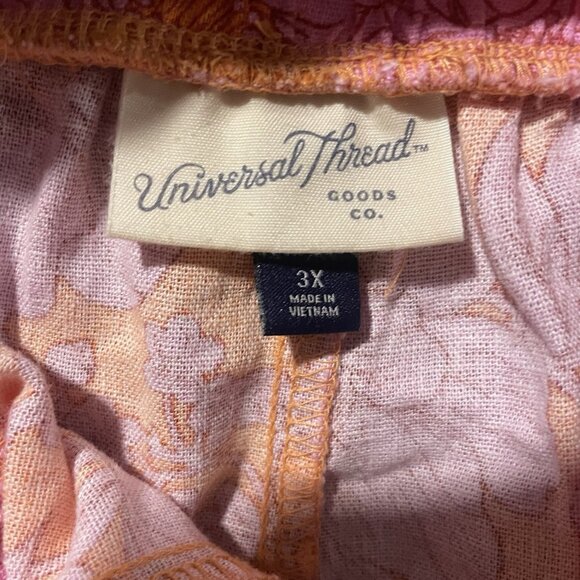 Universal Thread™
GOODS
CO.
3X
MADE IN
VIETNAM